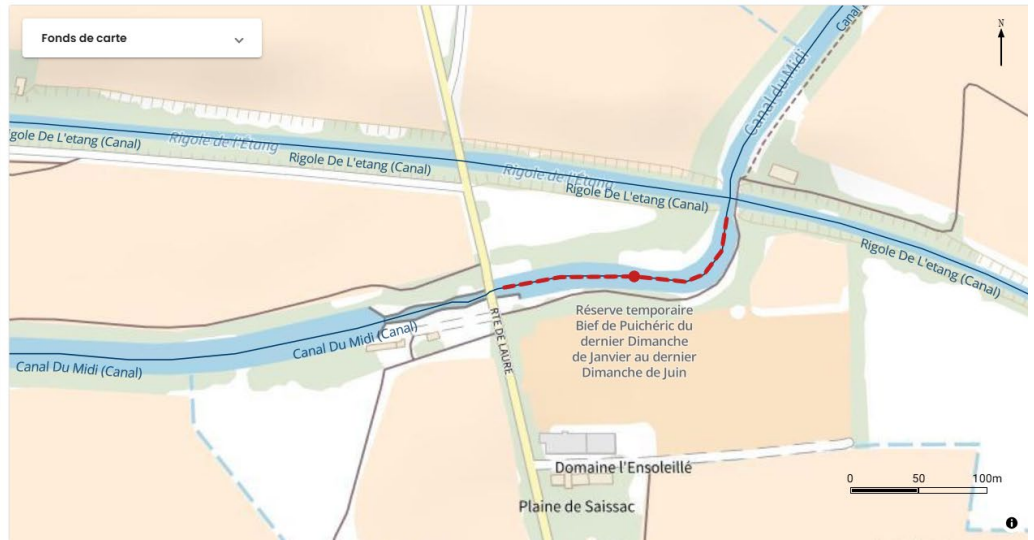 Fonds de carte
N
Canal
Canal du Midi
Rigole de l'Étang
Rigole De L'etang (Canal)
Rigole De L'etang (Canal)
Rigole de l'Étang
Rigole De L'etang (Canal)
Rigole De L'etang (Canal)
Réserve temporaire
Bief de Puichéric du
dernier Dimanche
de Janvier au dernier
Dimanche de Juin
RTE DE LAURE
Canal Du Midi (Canal)
Canal Du Midi (Canal)
Domaine l'Ensoleillé
Plaine de Saissac
0 50 100m